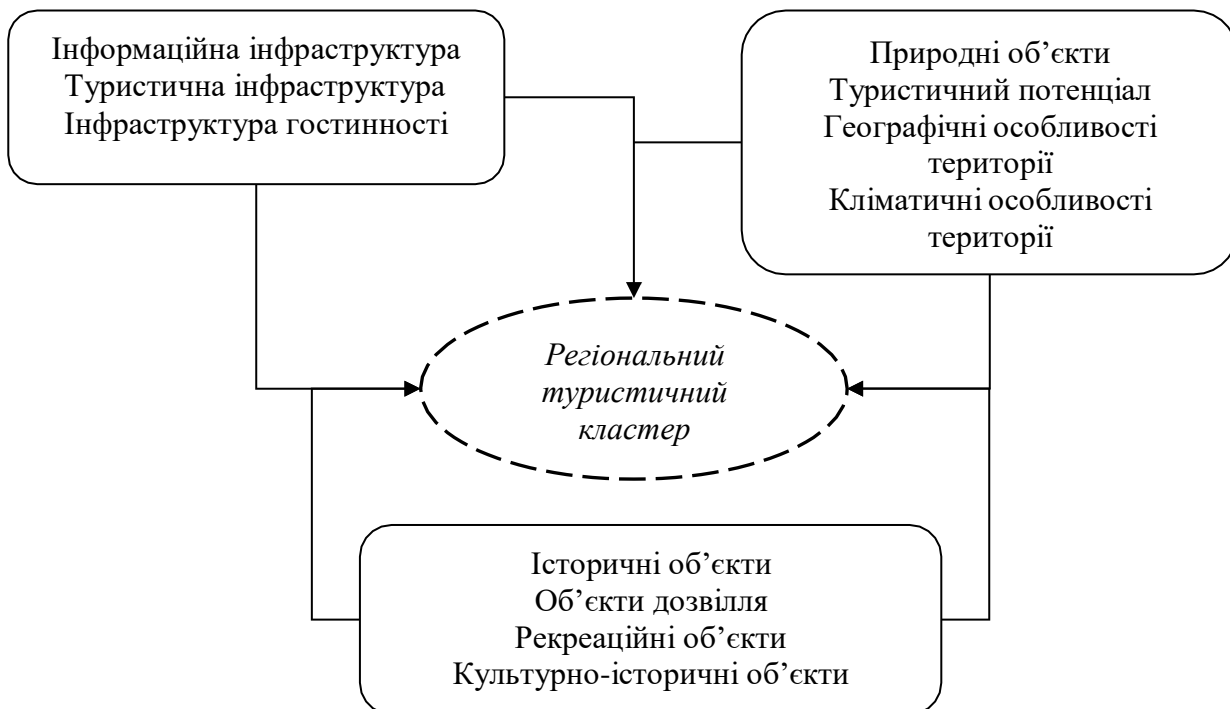 Інформаційна інфраструктура
Туристична інфраструктура
Інфраструктура гостинності
Природні об’єкти
Туристичний потенціал
Географічні особливості
території
Кліматичні особливості
території
Регіональний
туристичний
кластер
Історичні об’єкти
Об’єкти дозвілля
Рекреаційні об’єкти
Культурно-історичні об’єкти